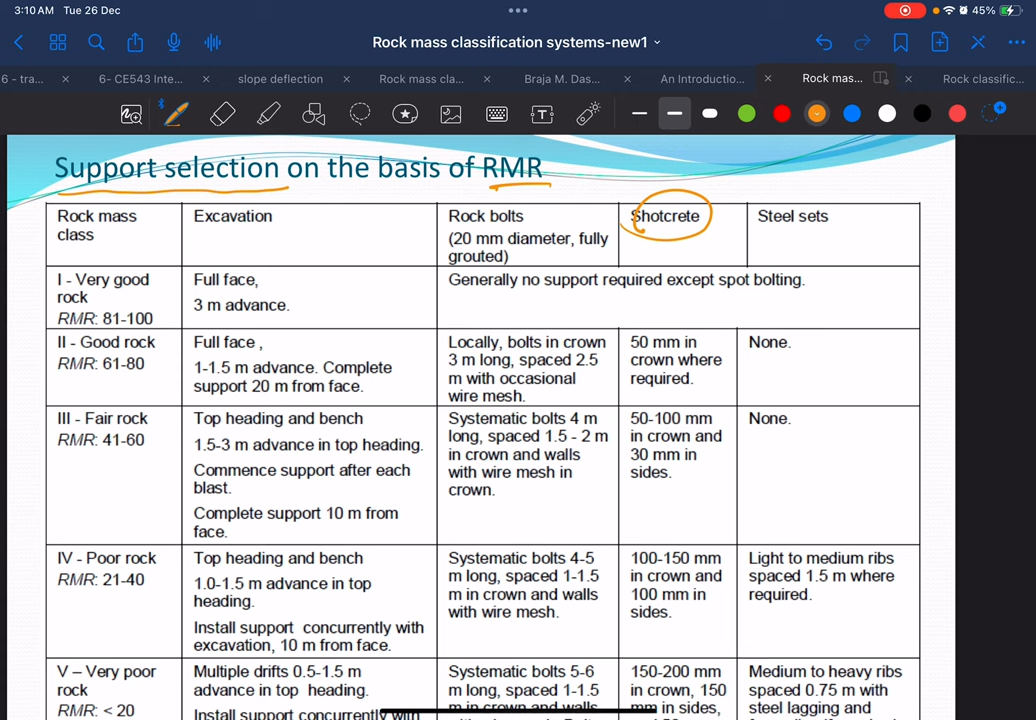 3:10 AM Tue 26 Dec
45%
Rock mass classification systems-new1
6 - tra...
6- CE543 Inte...
slope deflection
Rock mass cla...
Braja M. Das...
An Introductio...
Rock mas...
Rock classific...
Support selection on the basis of RMR
Rock mass
class
Excavation
Rock bolts
(20 mm diameter, fully
grouted)
Shotcrete
Steel sets
I - Very good
rock
RMR: 81-100
Full face,
3 m advance.
Generally no support required except spot bolting.
II - Good rock
RMR: 61-80
Full face ,
1-1.5 m advance. Complete
support 20 m from face.
Locally, bolts in crown
3 m long, spaced 2.5
m with occasional
wire mesh.
50 mm in
crown where
required.
None.
III - Fair rock
RMR: 41-60
Top heading and bench
1.5-3 m advance in top heading.
Commence support after each
blast.
Complete support 10 m from
face.
Systematic bolts 4 m
long, spaced 1.5 - 2 m
in crown and walls
with wire mesh in
crown.
50-100 mm
in crown and
30 mm in
sides.
None.
IV - Poor rock
RMR: 21-40
Top heading and bench
1.0-1.5 m advance in top
heading.
Install support concurrently with
excavation, 10 m from face.
Systematic bolts 4-5
m long, spaced 1-1.5
m in crown and walls
with wire mesh.
100-150 mm
in crown and
100 mm in
sides.
Light to medium ribs
spaced 1.5 m where
required.
V – Very poor
rock
RMR: < 20
Multiple drifts 0.5-1.5 m
advance in top heading.
Install support concurrently with
Systematic bolts 5-6
m long, spaced 1-1.5
m in crown and walls
150-200 mm
in crown, 150
mm in sides,
Medium to heavy ribs
spaced 0.75 m with
steel lagging and